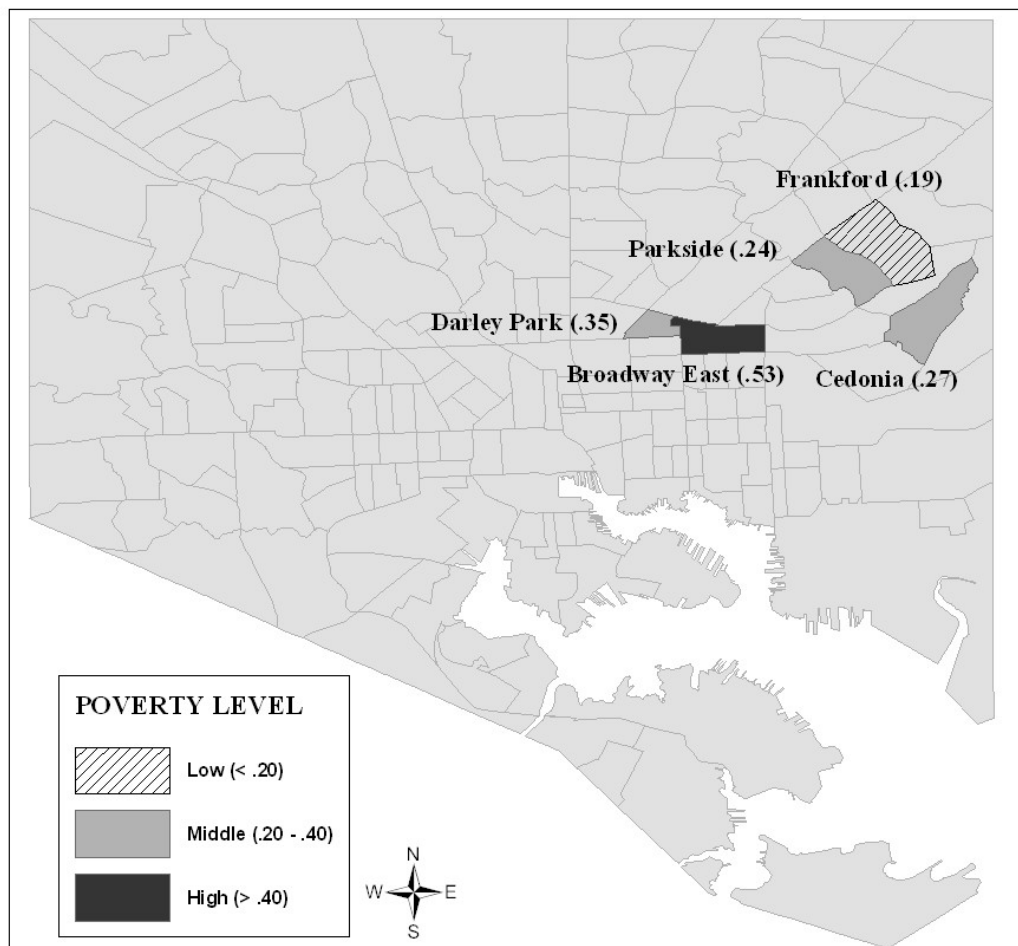 Frankford (.19)
Parkside (.24)
Darley Park (.35)
Broadway East (.53)
Cedonia (.27)
POVERTY LEVEL
Low (< .20)
Middle (.20 - .40)
High (> .40)
N
W E
S